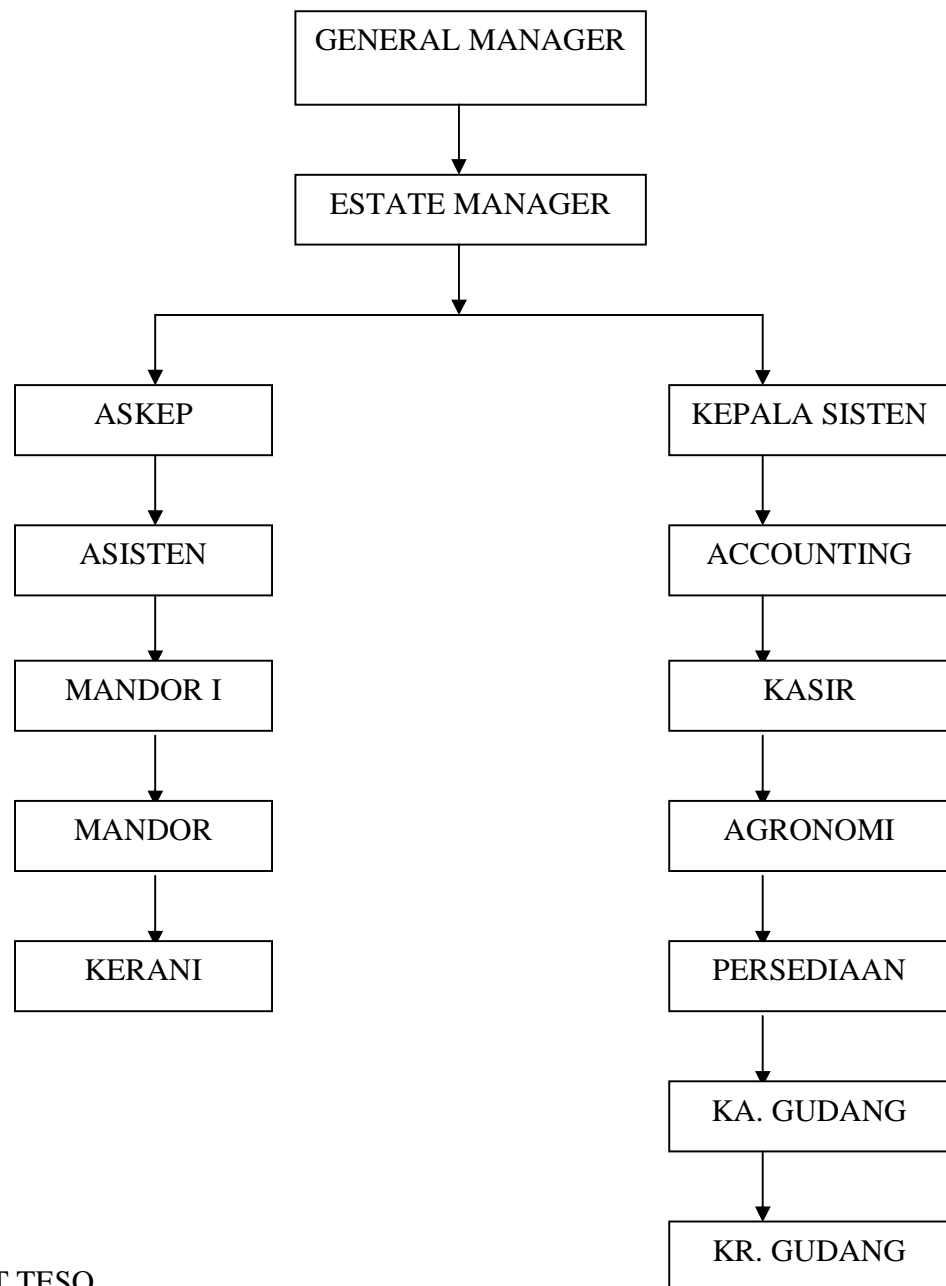 GENERAL MANAGER
ESTATE MANAGER
ASKEP
KEPALA SISTEN
ASISTEN
ACCOUNTING
MANDOR I
KASIR
MANDOR
AGRONOMI
KERANI
PERSEDIAAN
KA. GUDANG
KR. GUDANG
TESO